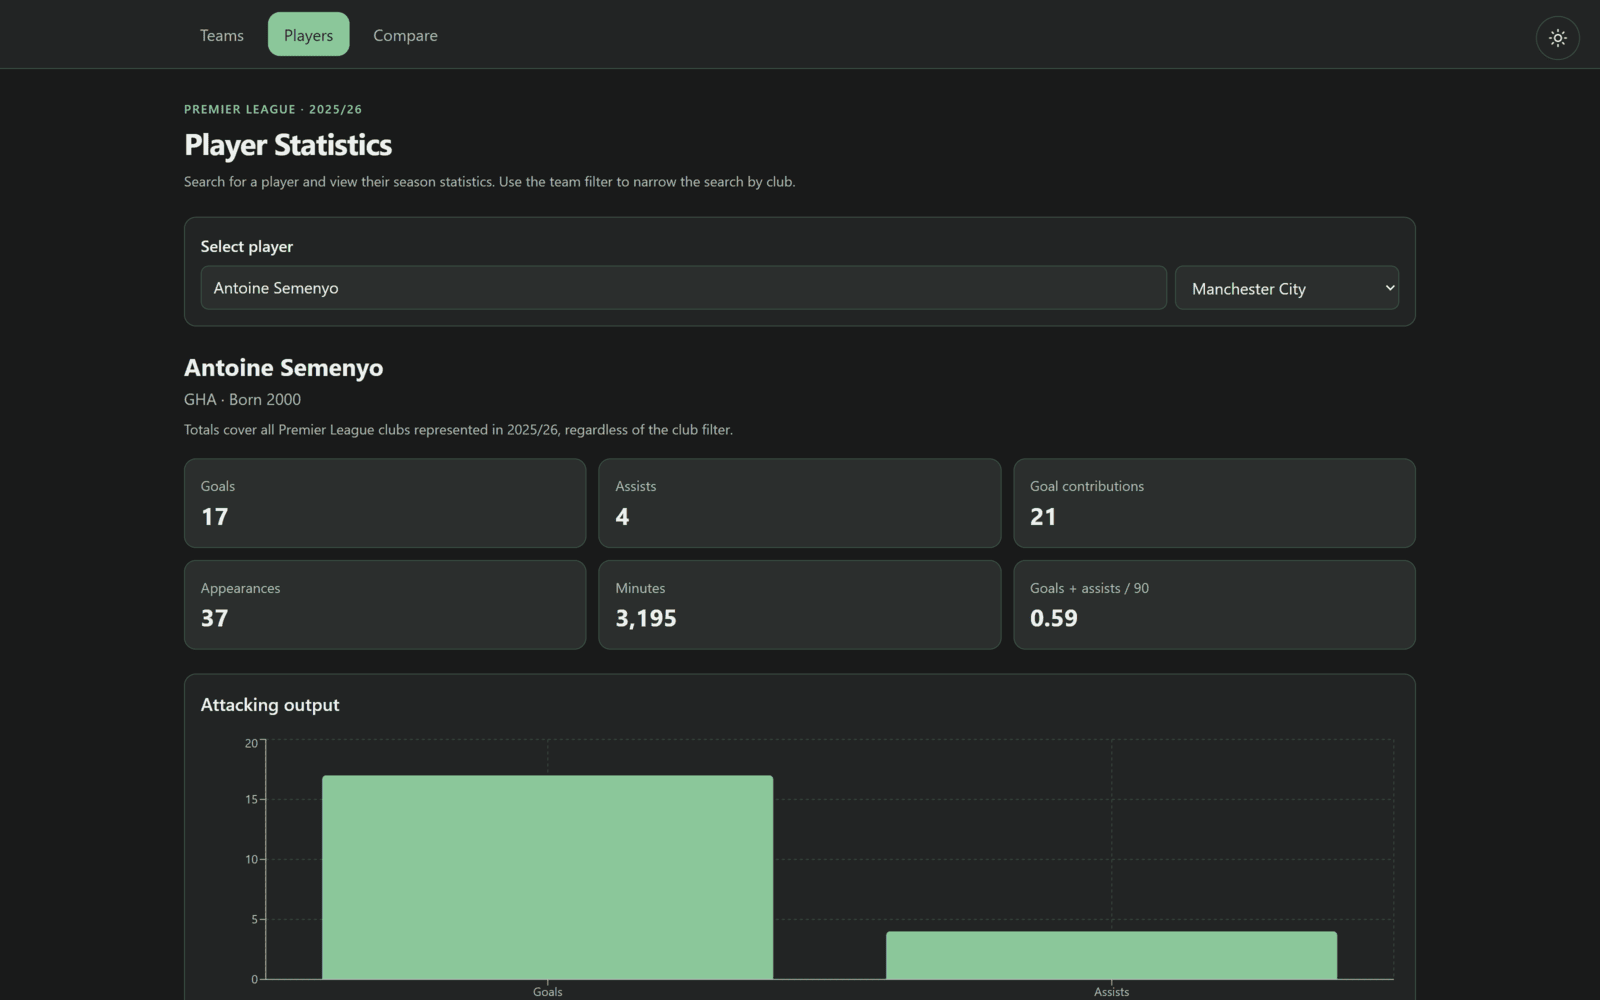 Teams
Players
Compare
PREMIER LEAGUE · 2025/26
Player Statistics
Search for a player and view their season statistics. Use the team filter to narrow the search by club.
Select player
Antoine Semenyo
Manchester City
Antoine Semenyo
GHA · Born 2000
Totals cover all Premier League clubs represented in 2025/26, regardless of the club filter.
Goals
17
Assists
4
Goal contributions
21
Appearances
37
Minutes
3,195
Goals + assists / 90
0.59
Attacking output
20
15
10
5
0
Goals
Assists